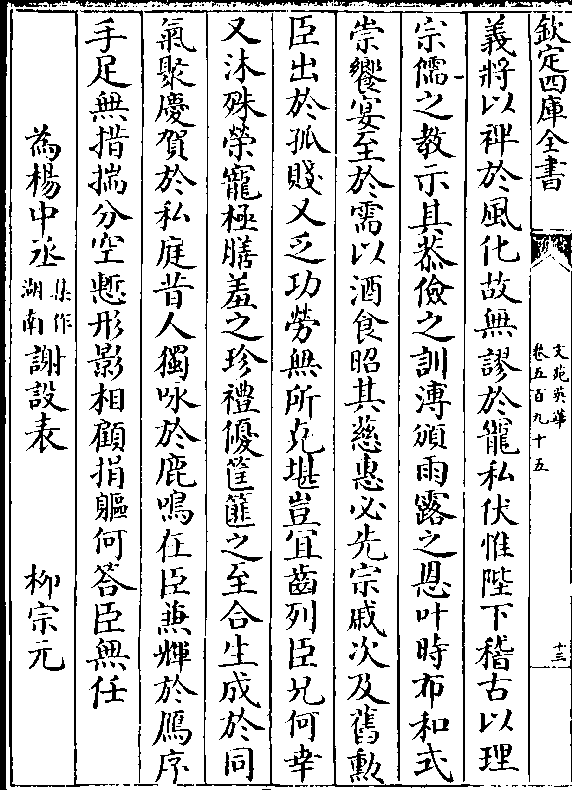 欽定四庫全書
文苑英華
卷五百九十五
十三
義將以裨於風化故無謬於寵私伏惟陛下稽古以理
宗儒之教示其恭儉之訓溥頒雨露之恩叶時布和式
崇饗宴至於需以酒食昭其慈惠必先宗戚次及舊勲
臣出於孤賤又乏功勞無所克堪豈宜齒列臣兄何幸
又沐殊榮寵極膳羞之珍禮優筐篚之至合生成於同
氣聚慶賀於私庭昔人獨咏於鹿鳴在臣兼輝於鴈序
手足無措揣分空慙形影相顧捐軀何答臣無任
為楊中丞集作湖南謝設表 柳宗元